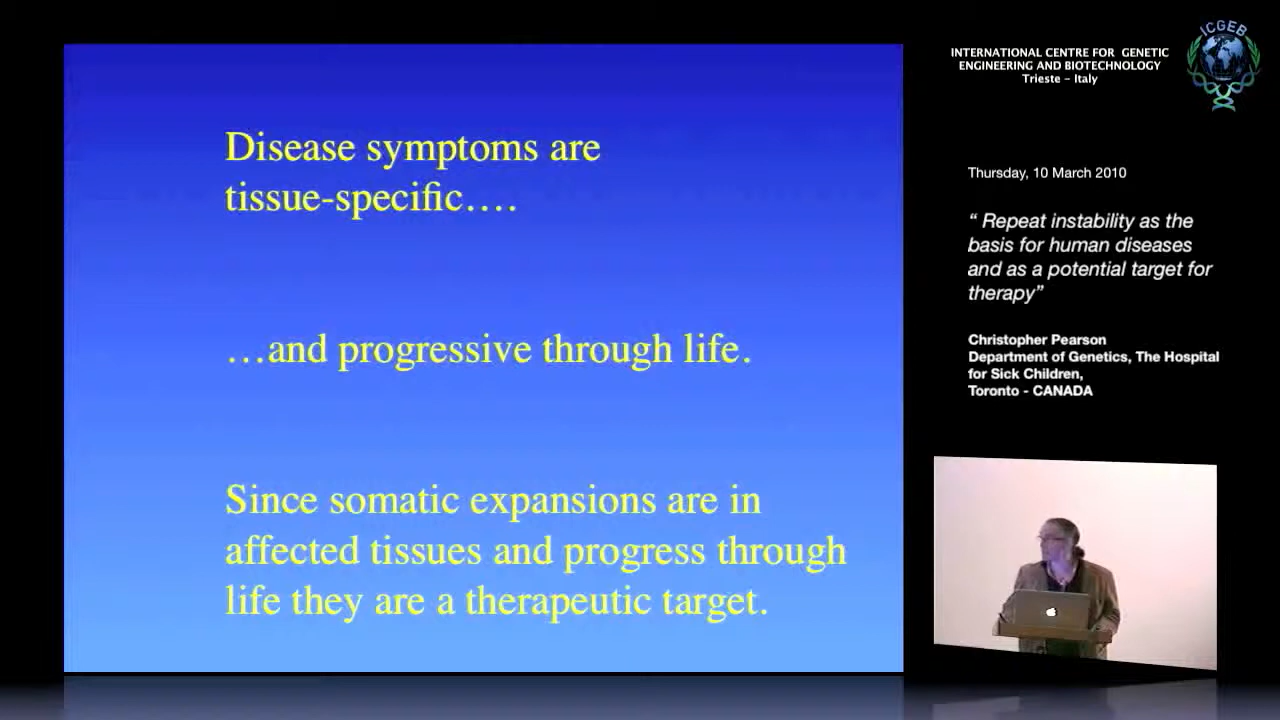 Disease symptoms are
tissue-specific….
…and progressive through life.
Since somatic expansions are in
affected tissues and progress through
life they are a therapeutic target.
INTERNATIONAL CENTRE FOR GENETIC
ENGINEERING AND BIOTECHNOLOGY
Trieste - Italy
ICGEB
Thursday, 10 March 2010
“ Repeat instability as the
basis for human diseases
and as a potential target for
therapy”
Christopher Pearson
Department of Genetics, The Hospital
for Sick Children,
Toronto - CANADA